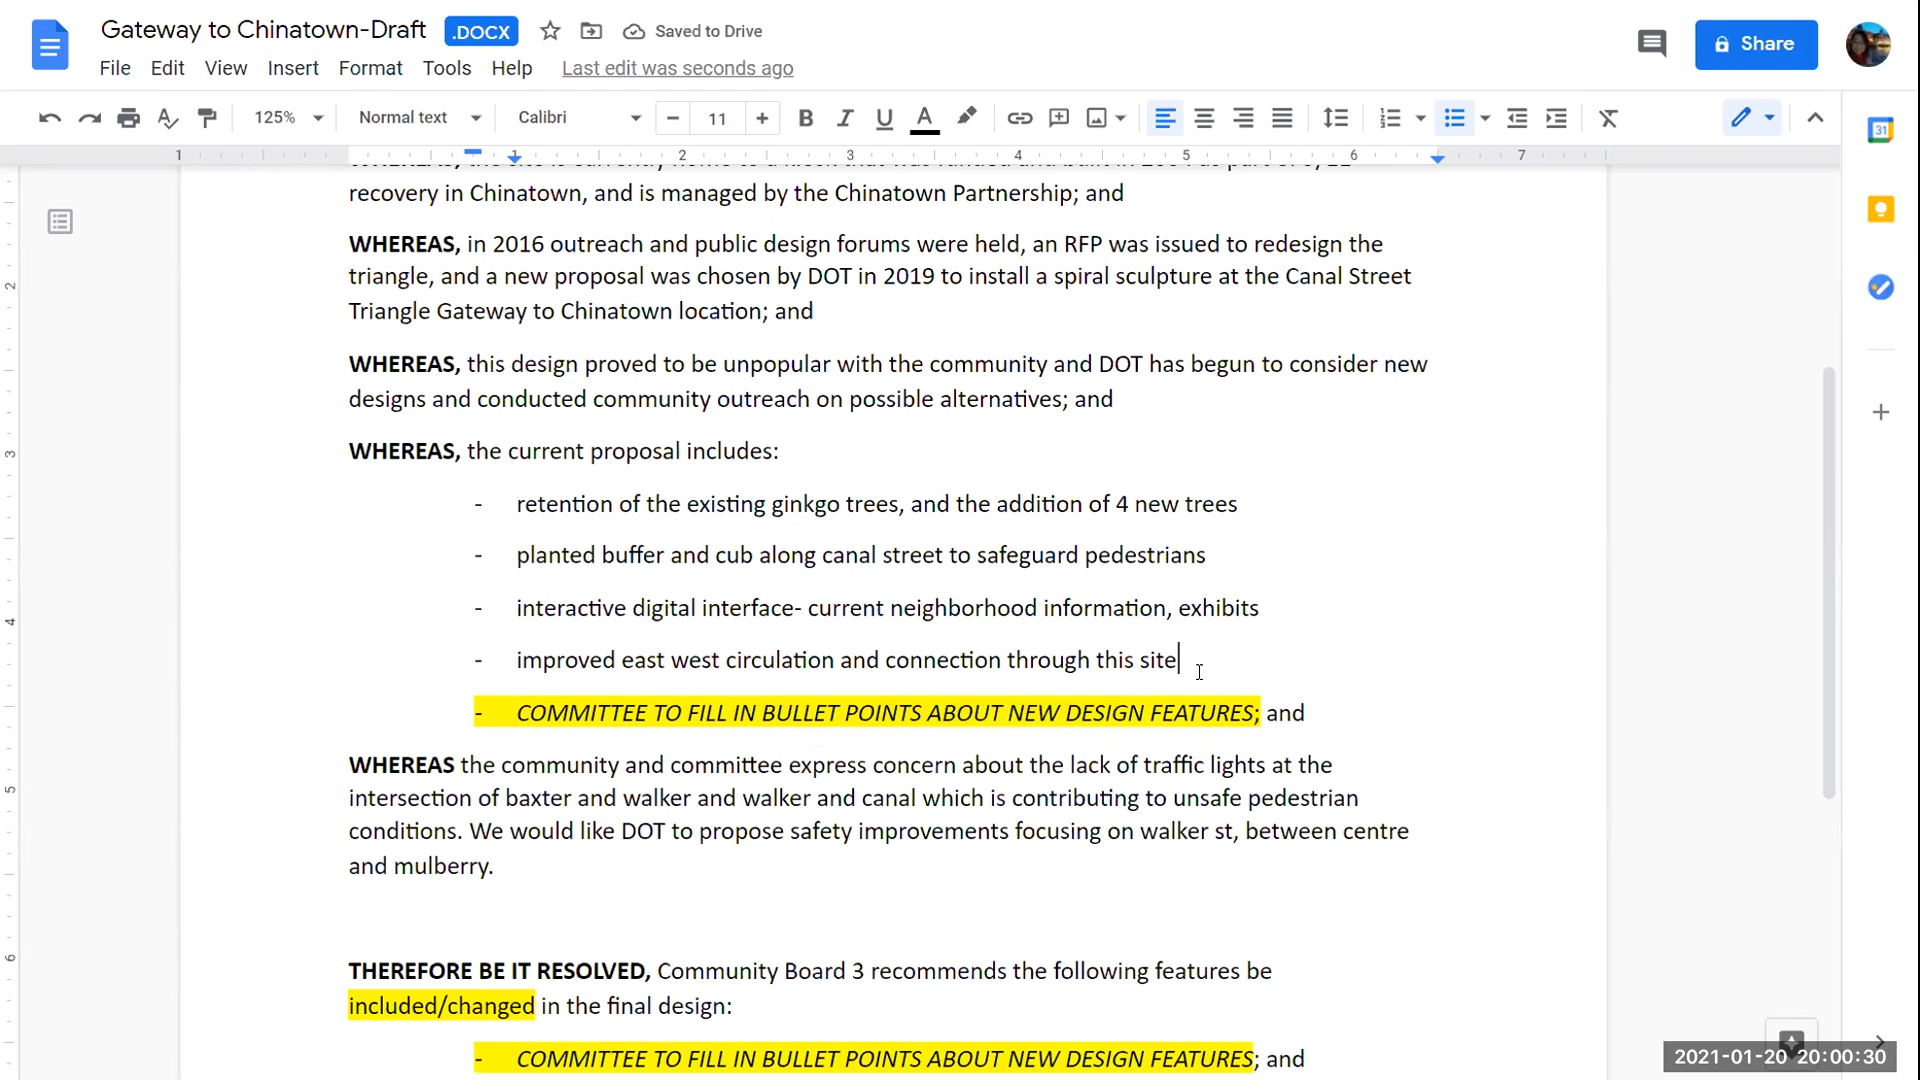 Gateway to Chinatown-Draft .DOCX Saved to Drive
Share
File Edit View Insert Format Tools Help Last edit was seconds ago
125% Normal text Calibri 11
1 1 2 3 4 5 6 7
recovery in Chinatown, and is managed by the Chinatown Partnership; and
WHEREAS, in 2016 outreach and public design forums were held, an RFP was issued to redesign the
triangle, and a new proposal was chosen by DOT in 2019 to install a spiral sculpture at the Canal Street
Triangle Gateway to Chinatown location; and
WHEREAS, this design proved to be unpopular with the community and DOT has begun to consider new
designs and conducted community outreach on possible alternatives; and
WHEREAS, the current proposal includes:
- retention of the existing ginkgo trees, and the addition of 4 new trees
- planted buffer and cub along canal street to safeguard pedestrians
- interactive digital interface- current neighborhood information, exhibits
- improved east west circulation and connection through this site
- COMMITTEE TO FILL IN BULLET POINTS ABOUT NEW DESIGN FEATURES; and
WHEREAS the community and committee express concern about the lack of traffic lights at the
intersection of baxter and walker and walker and canal which is contributing to unsafe pedestrian
conditions. We would like DOT to propose safety improvements focusing on walker st, between centre
and mulberry.
THEREFORE BE IT RESOLVED, Community Board 3 recommends the following features be
included/changed in the final design:
- COMMITTEE TO FILL IN BULLET POINTS ABOUT NEW DESIGN FEATURES; and
2021-01-20 20:00:30